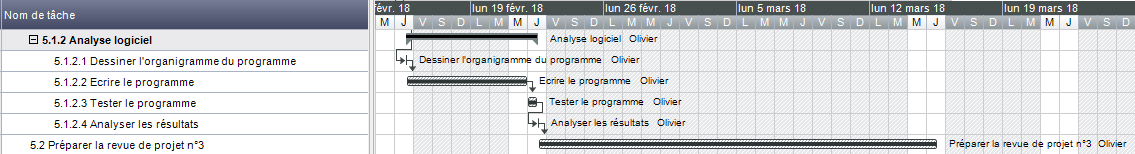 Nom de tâche
évr. 18 lun 19 févr. 18 lun 26 févr. 18 lun 5 mars 18 lun 12 mars 18 lun 19 mars 18
M J V S D L M M J V S D L M M J V S D L M M J V S D L M M J V S D L M M J V S D
5.1.2 Analyse logiciel
Analyse logiciel Olivier
5.1.2.1 Dessiner l'organigramme du programme
Dessiner l'organigramme du programme Olivier
5.1.2.2 Ecrire le programme
Ecrire le programme Olivier
5.1.2.3 Tester le programme
Tester le programme Olivier
5.1.2.4 Analyser les résultats
Analyser les résultats Olivier
5.2 Préparer la revue de projet n°3
Préparer la revue de projet n°3 Olivier